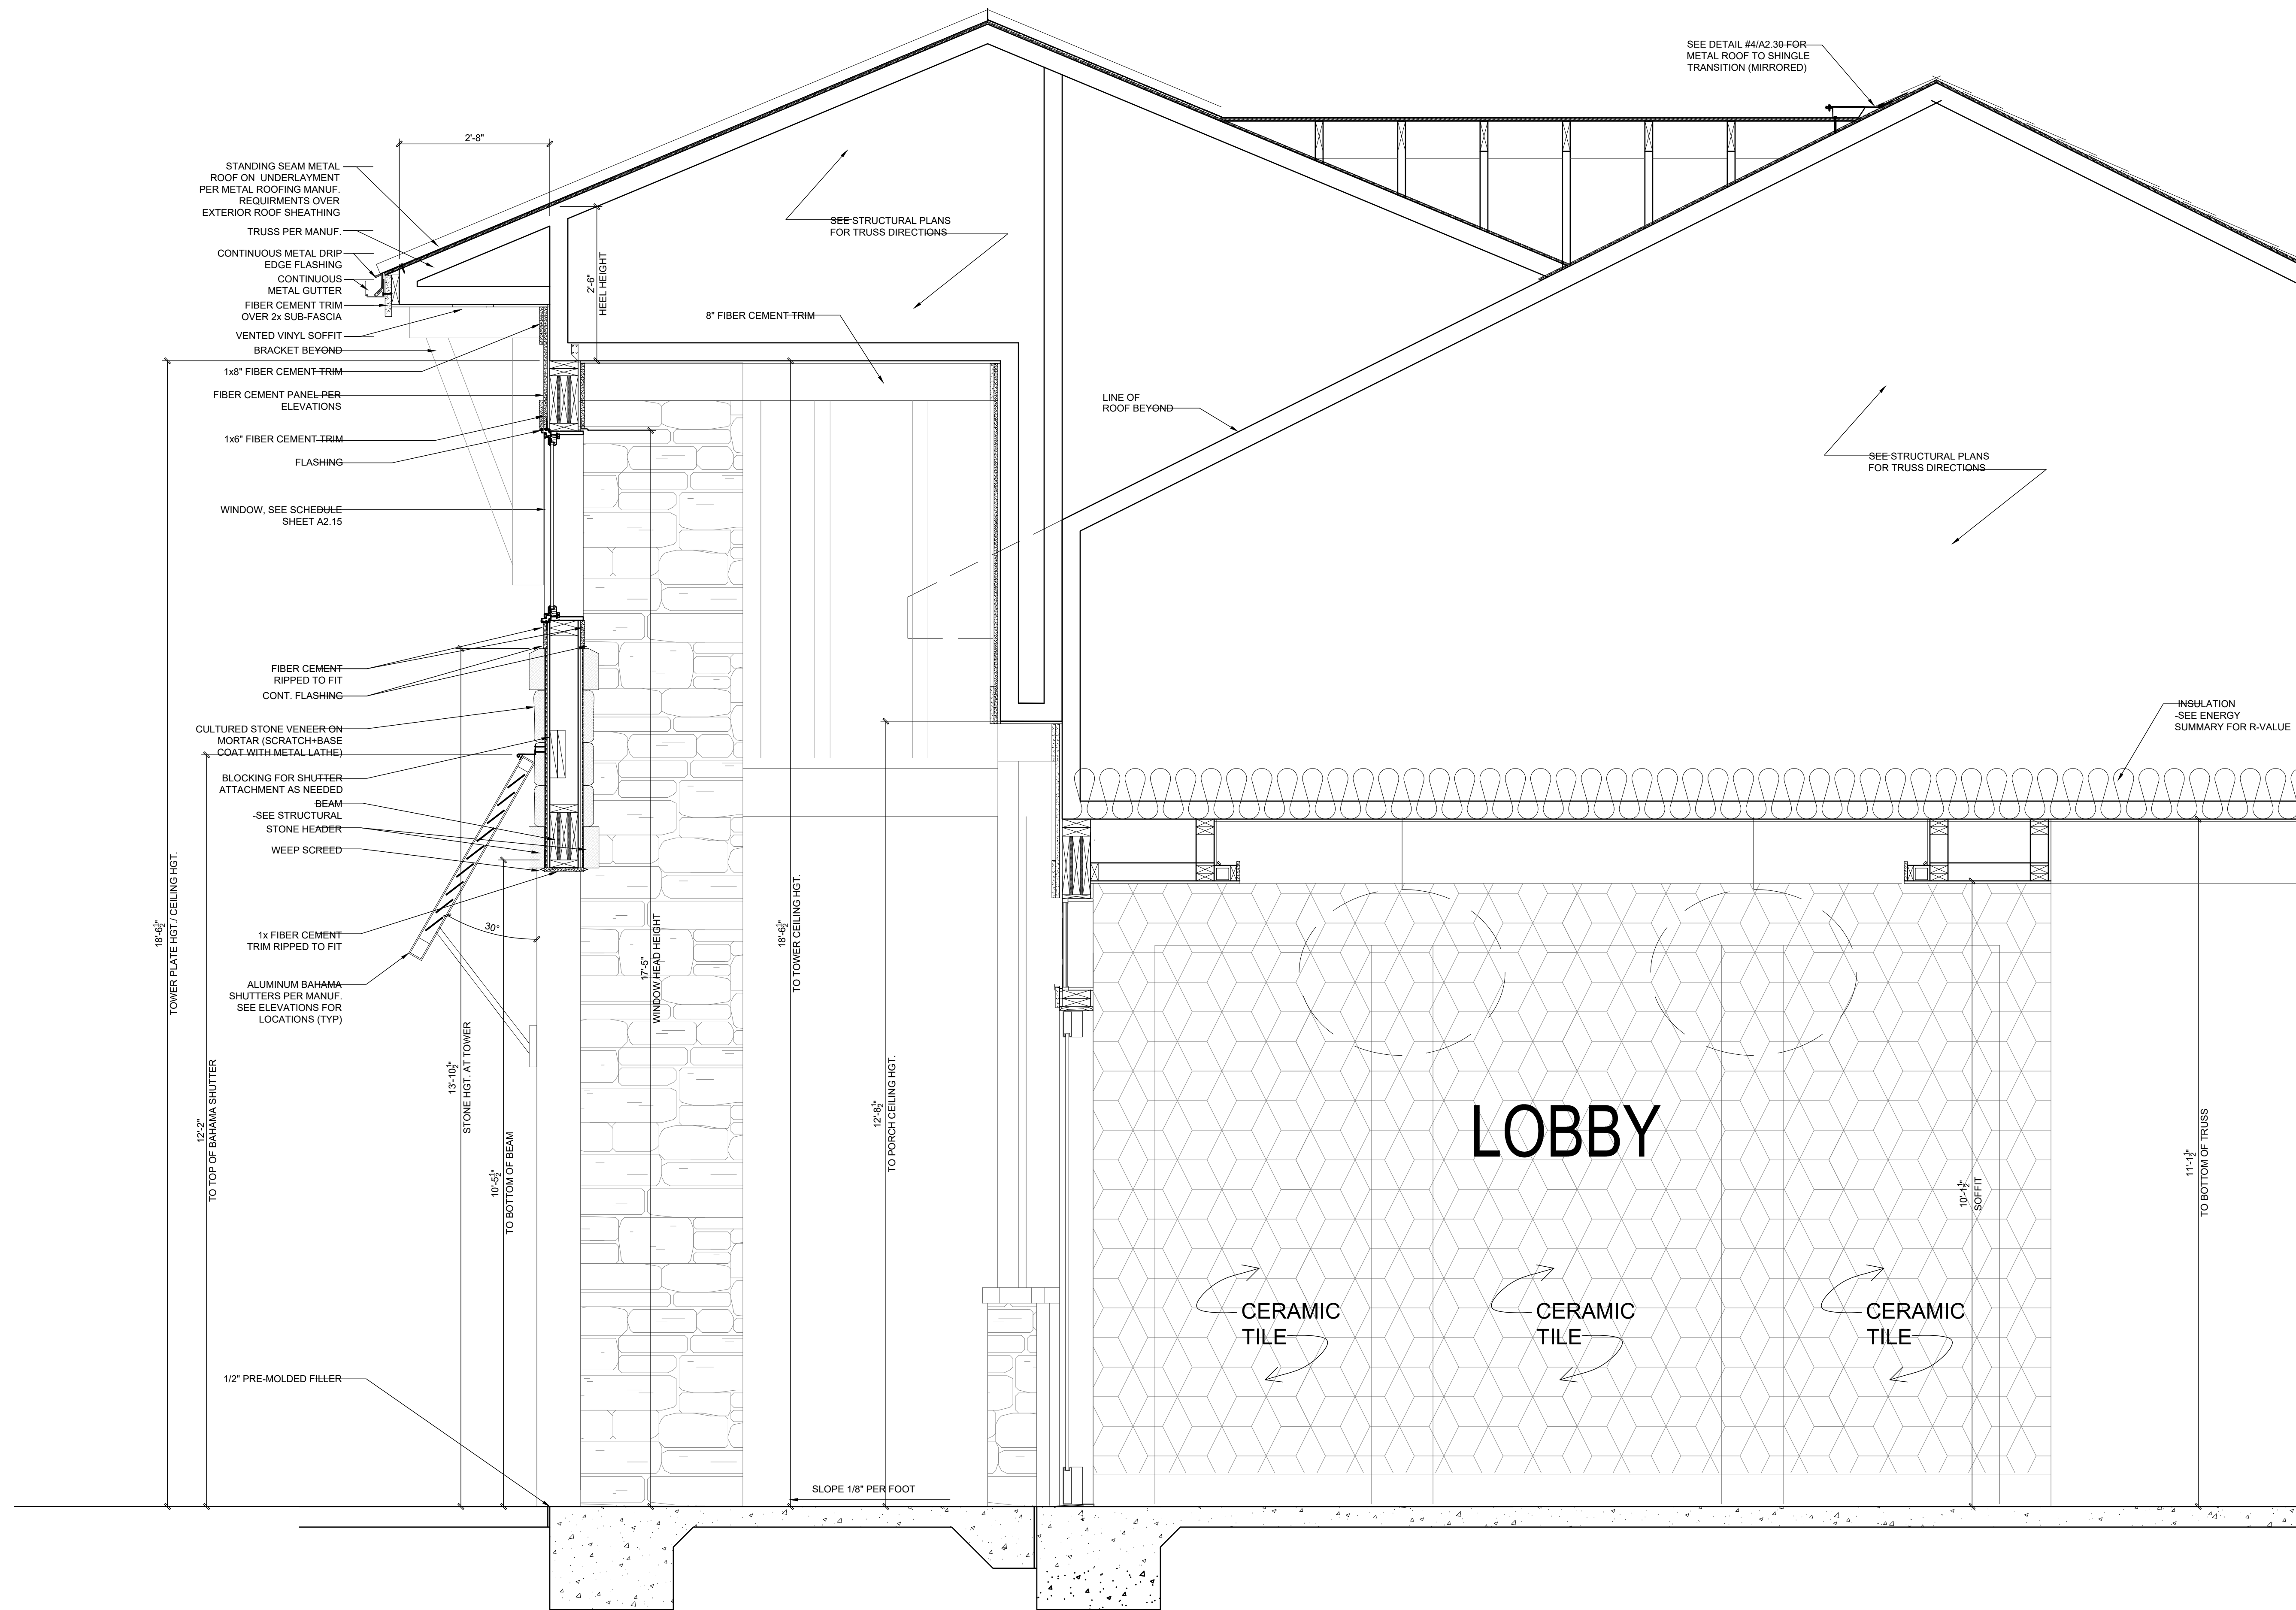 SEE DETAIL #4/A2.30 FOR
METAL ROOF TO SHINGLE
TRANSITION (MIRRORED)
2'-8"
STANDING SEAM METAL
ROOF ON UNDERLAYMENT
PER METAL ROOFING MANUF.
REQUIRMENTS OVER
EXTERIOR ROOF SHEATHING
TRUSS PER MANUF.
CONTINUOUS METAL DRIP
EDGE FLASHING
CONTINUOUS
METAL GUTTER
FIBER CEMENT TRIM
OVER 2x SUB-FASCIA
VENTED VINYL SOFFIT
BRACKET BEYOND
1x8" FIBER CEMENT TRIM
FIBER CEMENT PANEL PER
ELEVATIONS
1x6" FIBER CEMENT TRIM
FLASHING
WINDOW, SEE SCHEDULE
SHEET A2.15
FIBER CEMENT
RIPPED TO FIT
CONT. FLASHING
CULTURED STONE VENEER ON
MORTAR (SCRATCH+BASE
COAT WITH METAL LATHE)
BLOCKING FOR SHUTTER
ATTACHMENT AS NEEDED
BEAM
-SEE STRUCTURAL
STONE HEADER
WEEP SCREED
1x FIBER CEMENT
TRIM RIPPED TO FIT
ALUMINUM BAHAMA
SHUTTERS PER MANUF.
SEE ELEVATIONS FOR
LOCATIONS (TYP)
1/2" PRE-MOLDED FILLER
SEE STRUCTURAL PLANS
FOR TRUSS DIRECTIONS
2'-6"
HEEL HEIGHT
8" FIBER CEMENT TRIM
LINE OF
ROOF BEYOND
SEE STRUCTURAL PLANS
FOR TRUSS DIRECTIONS
INSULATION
-SEE ENERGY
SUMMARY FOR R-VALUE
30°
18'-6½"
TOWER PLATE HGT./ CEILING HGT.
12'-2"
TO TOP OF BAHAMA SHUTTER
13'-10½"
STONE HGT. AT TOWER
10'-5½"
TO BOTTOM OF BEAM
17'-5"
WINDOW HEAD HEIGHT
18'-6½"
TO TOWER CEILING HGT.
12'-8½"
TO PORCH CEILING HGT.
10'-1½"
SOFFIT
11'-1½"
TO BOTTOM OF TRUSS
LOBBY
CERAMIC
TILE
CERAMIC
TILE
CERAMIC
TILE
SLOPE 1/8" PER FOOT